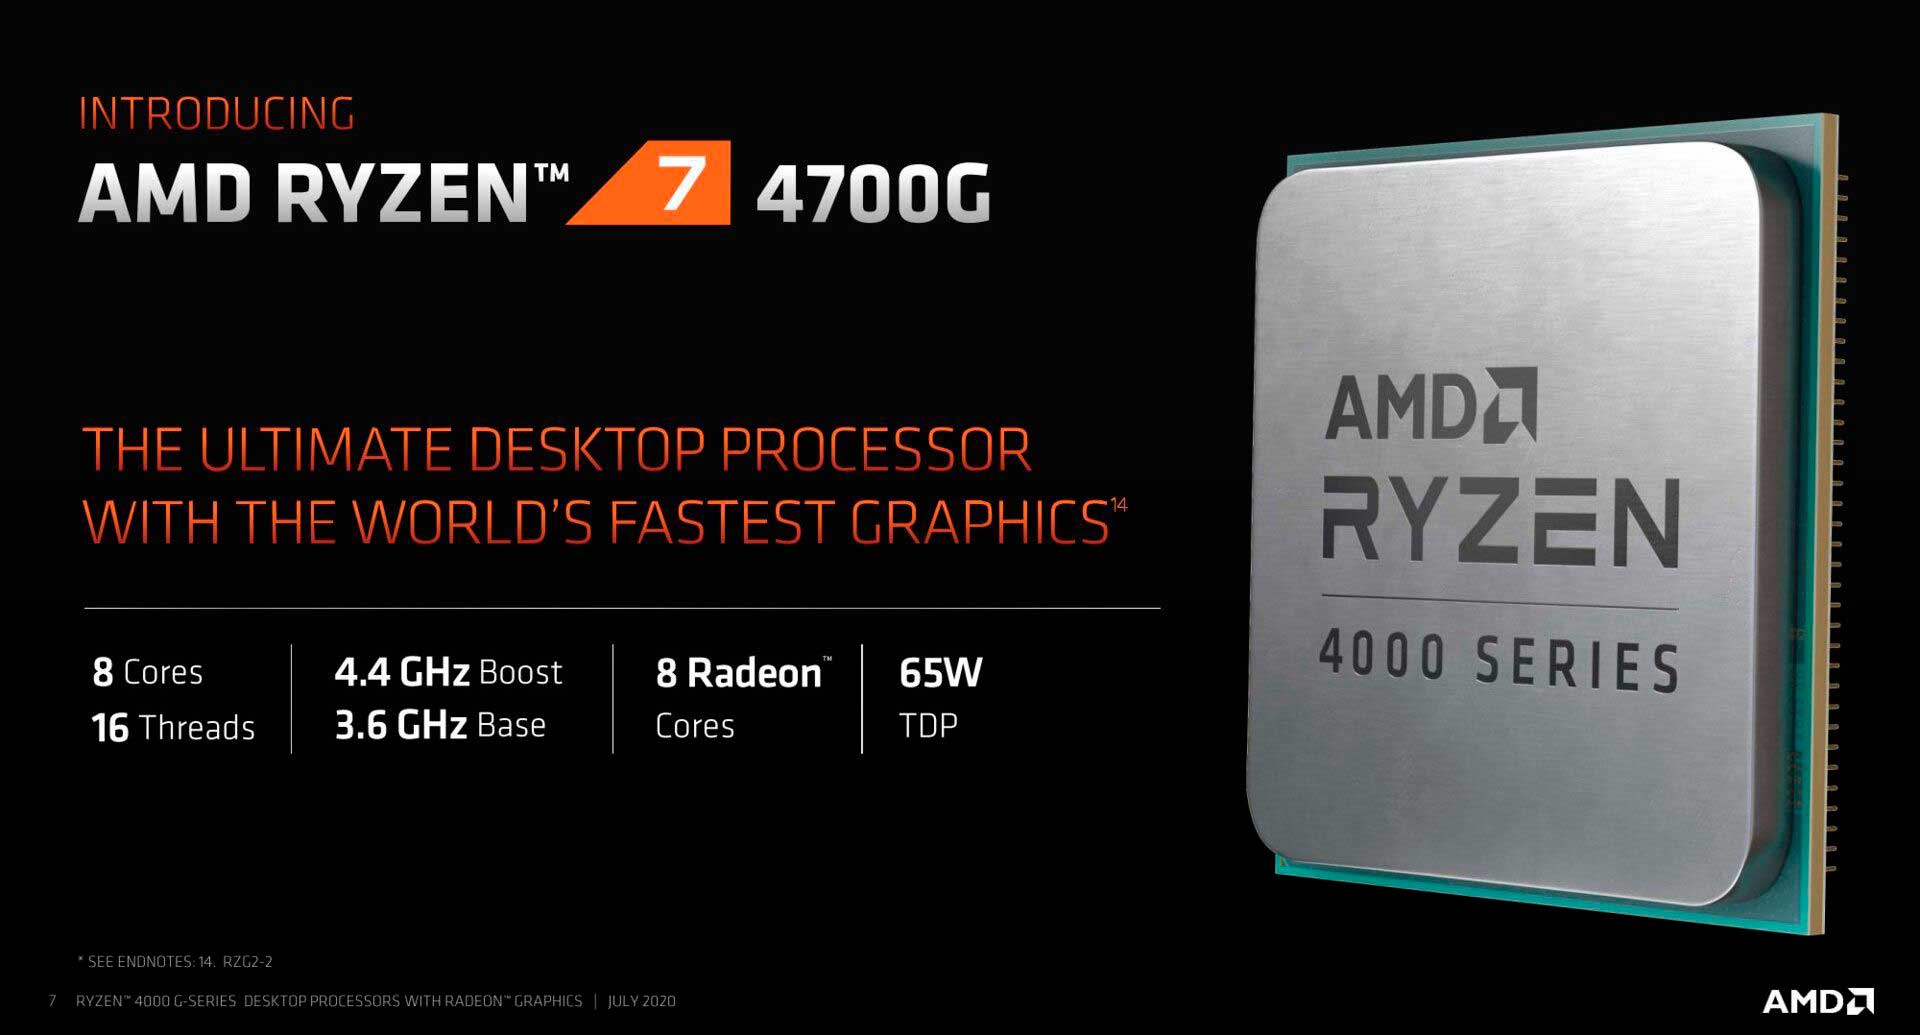 INTRODUCING
AMD RYZEN™ 7 4700G
THE ULTIMATE DESKTOP PROCESSOR
WITH THE WORLD'S FASTEST GRAPHICS14
8 Cores
16 Threads
4.4 GHz Boost
3.6 GHz Base
8 Radeon™
Cores
65W
TDP
AMD
RYZEN
4000 SERIES
* SEE ENDNOTES: 14. RZG2-2
7 RYZEN™ 4000 G-SERIES DESKTOP PROCESSORS WITH RADEON™ GRAPHICS | JULY 2020
AMD